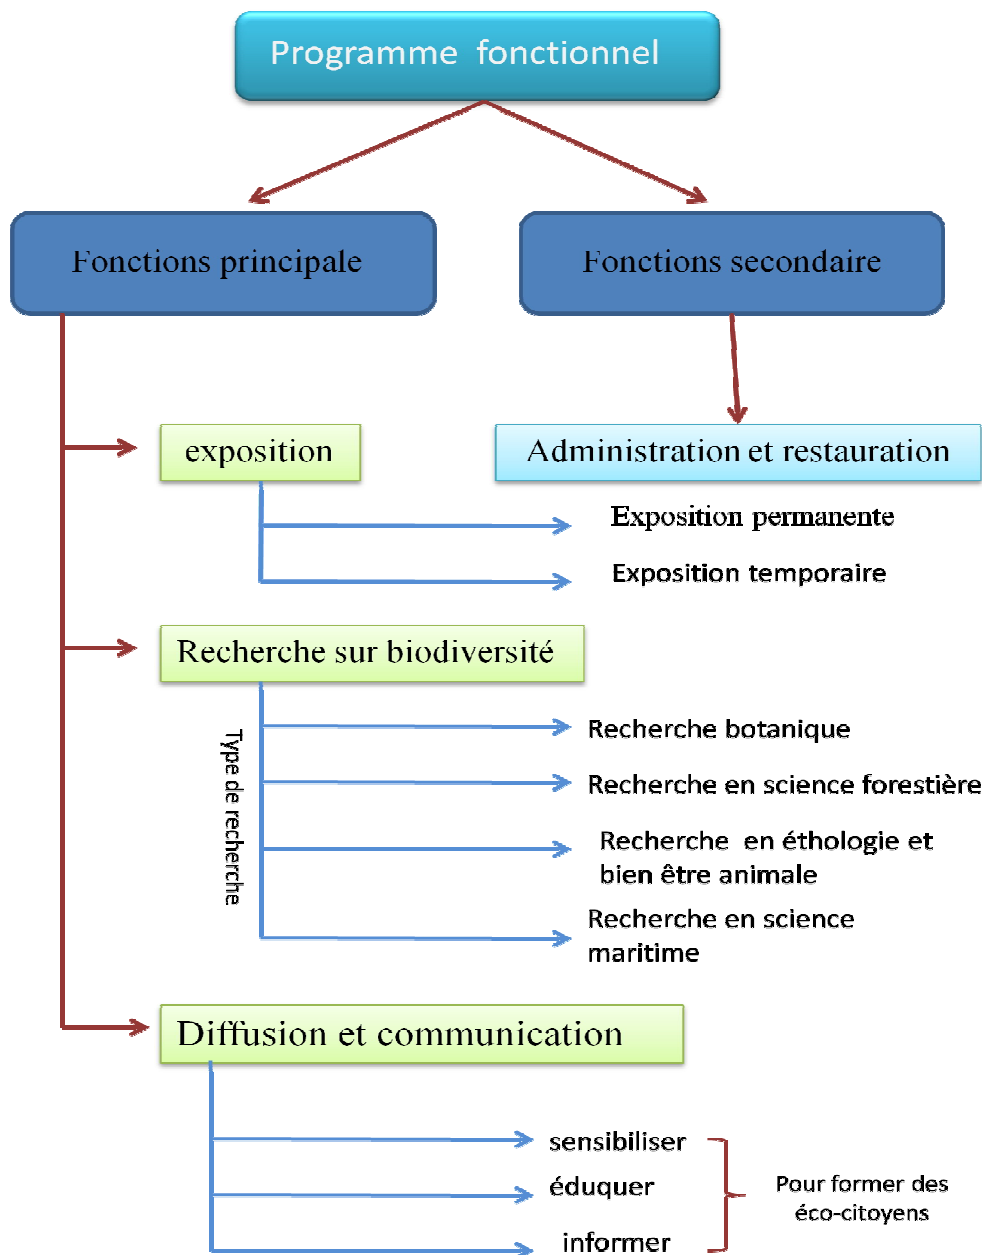 Programme fonctionnel
Fonctions principale
Fonctions secondaire
exposition
Administration et restauration
Exposition permanente
Exposition temporaire
Recherche sur biodiversité
Type de recherche
Recherche botanique
Recherche en science forestière
Recherche en éthologie et
bien être animale
Recherche en science
maritime
Diffusion et communication
sensibiliser
éduquer
informer
Pour former des
éco-citoyens